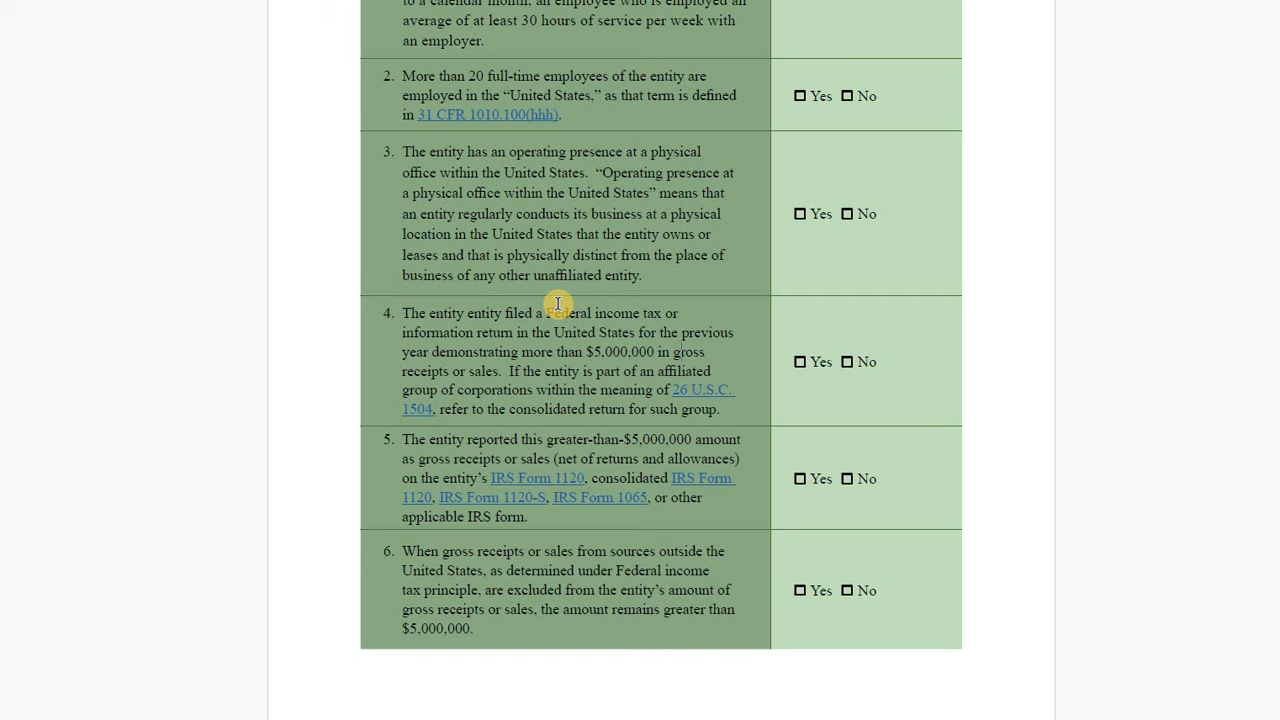 to a calendar month, an employee who is employed an
average of at least 30 hours of service per week with
an employer.
2. More than 20 full-time employees of the entity are
employed in the “United States,” as that term is defined
in 31 CFR 1010.100(hhh).
Yes No
3. The entity has an operating presence at a physical
office within the United States. “Operating presence at
a physical office within the United States” means that
an entity regularly conducts its business at a physical
location in the United States that the entity owns or
leases and that is physically distinct from the place of
business of any other unaffiliated entity.
Yes No
4. The entity entity filed a Federal income tax or
information return in the United States for the previous
year demonstrating more than $5,000,000 in gross
receipts or sales. If the entity is part of an affiliated
group of corporations within the meaning of 26 U.S.C.
1504, refer to the consolidated return for such group.
Yes No
5. The entity reported this greater-than-$5,000,000 amount
as gross receipts or sales (net of returns and allowances)
on the entity’s IRS Form 1120, consolidated IRS Form
1120, IRS Form 1120-S, IRS Form 1065, or other
applicable IRS form.
Yes No
6. When gross receipts or sales from sources outside the
United States, as determined under Federal income
tax principle, are excluded from the entity’s amount of
gross receipts or sales, the amount remains greater than
$5,000,000.
Yes No